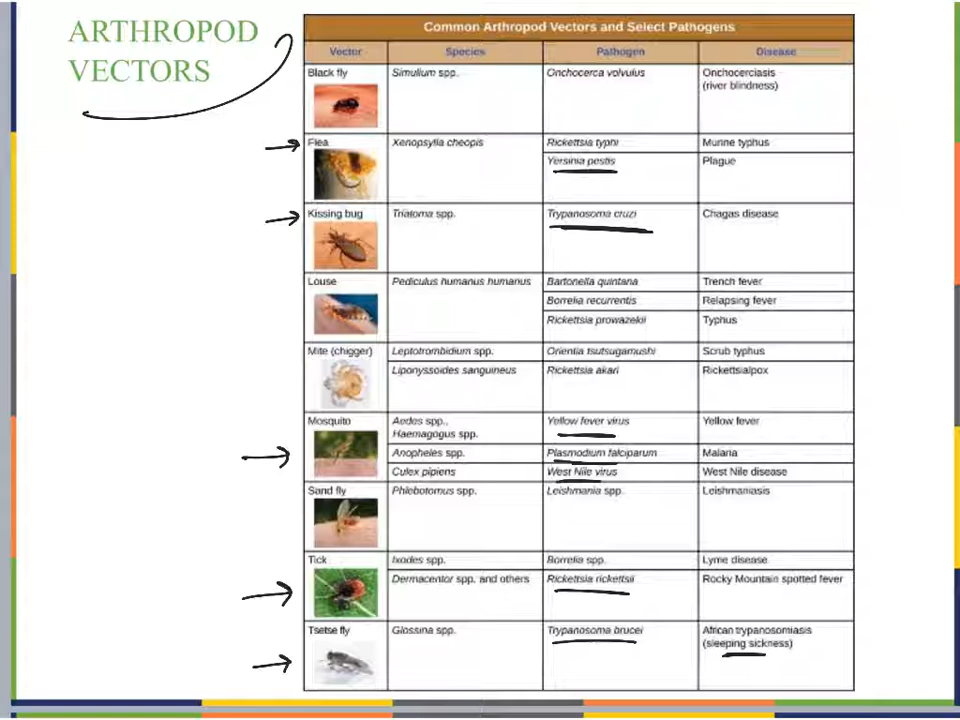 ARTHROPOD
VECTORS
Common Arthropod Vectors and Select Pathogens
Vector Species Pathogen Disease
Black fly Simulium spp. Onchocerca volvulus Onchocerciasis
(river blindness)
Flea Xenopsylla cheopis Rickettsia typhi Murine typhus
Yersinia pestis Plague
Kissing bug Triatoma spp. Trypanosoma cruzi Chagas disease
Louse Pediculus humanus humanus Bartonella quintana Trench fever
Borrelia recurrentis Relapsing fever
Rickettsia prowazekii Typhus
Mite (chigger) Leptotrombidium spp. Orientia tsutsugamushi Scrub typhus
Liponyssoides sanguineus Rickettsia akari Rickettsialpox
Mosquito Aedes spp., Yellow fever virus Yellow fever
Haemagogus spp.
Anopheles spp. Plasmodium falciparum Malaria
Culex pipiens West Nile virus West Nile disease
Sand fly Phlebotomus spp. Leishmania spp. Leishmaniasis
Tick Ixodes spp. Borrelia spp. Lyme disease
Dermacentor spp. and others Rickettsia rickettsii Rocky Mountain spotted fever
Tsetse fly Glossina spp. Trypanosoma brucei African trypanosomiasis
(sleeping sickness)